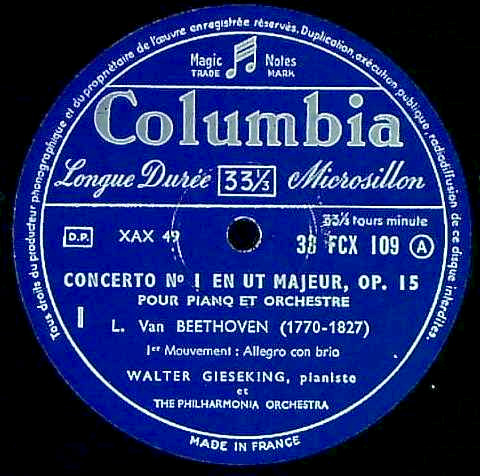 Tous droits du producteur phonographique et du propriétaire de l'œuvre enregistrée réservés. Duplication, exécution publique, radiodiffusion de ce disque interdites.
Magic Notes
TRADE MARK
Columbia
Longue Durée 33⅓ Microsillon
33⅓ tours minute
D.P. XAX 49 38 FCX 109 A
CONCERTO Nº 1 EN UT MAJEUR, OP. 15
POUR PIANO ET ORCHESTRE
I L. Van BEETHOVEN (1770-1827)
1er Mouvement : Allegro con brio
WALTER GIESEKING, pianiste
et
THE PHILHARMONIA ORCHESTRA
MADE IN FRANCE